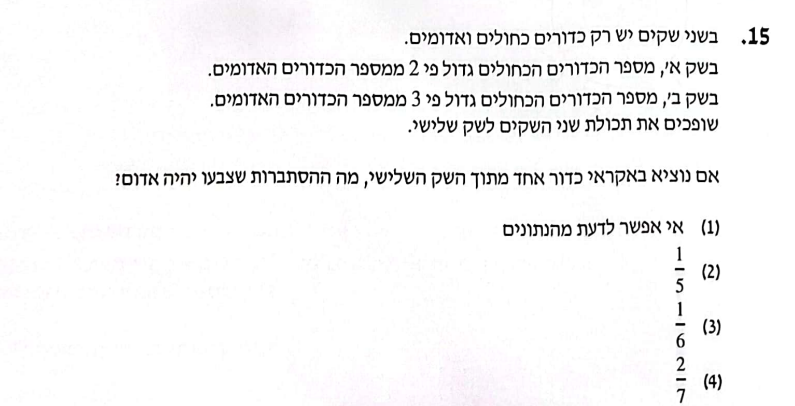 15. בשני שקים יש רק כדורים כחולים ואדומים.
בשק א', מספר הכדורים הכחולים גדול פי 2 ממספר הכדורים האדומים.
בשק ב', מספר הכדורים הכחולים גדול פי 3 ממספר הכדורים האדומים.
שופכים את תכולת שני השקים לשק שלישי.
אם נוציא באקראי כדור אחד מתוך השק השלישי, מה ההסתברות שצבעו יהיה אדום?
(1) אי אפשר לדעת מהנתונים
(2) 1/5
(3) 1/6
(4) 2/7